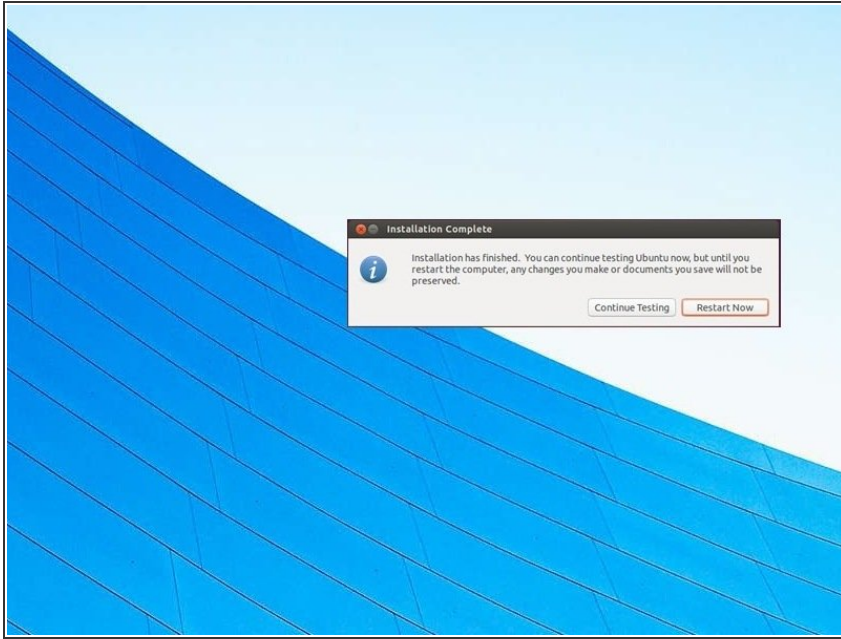 Installation Complete
Installation has finished. You can continue testing Ubuntu now, but until you
restart the computer, any changes you make or documents you save will not be
preserved.
Continue Testing Restart Now